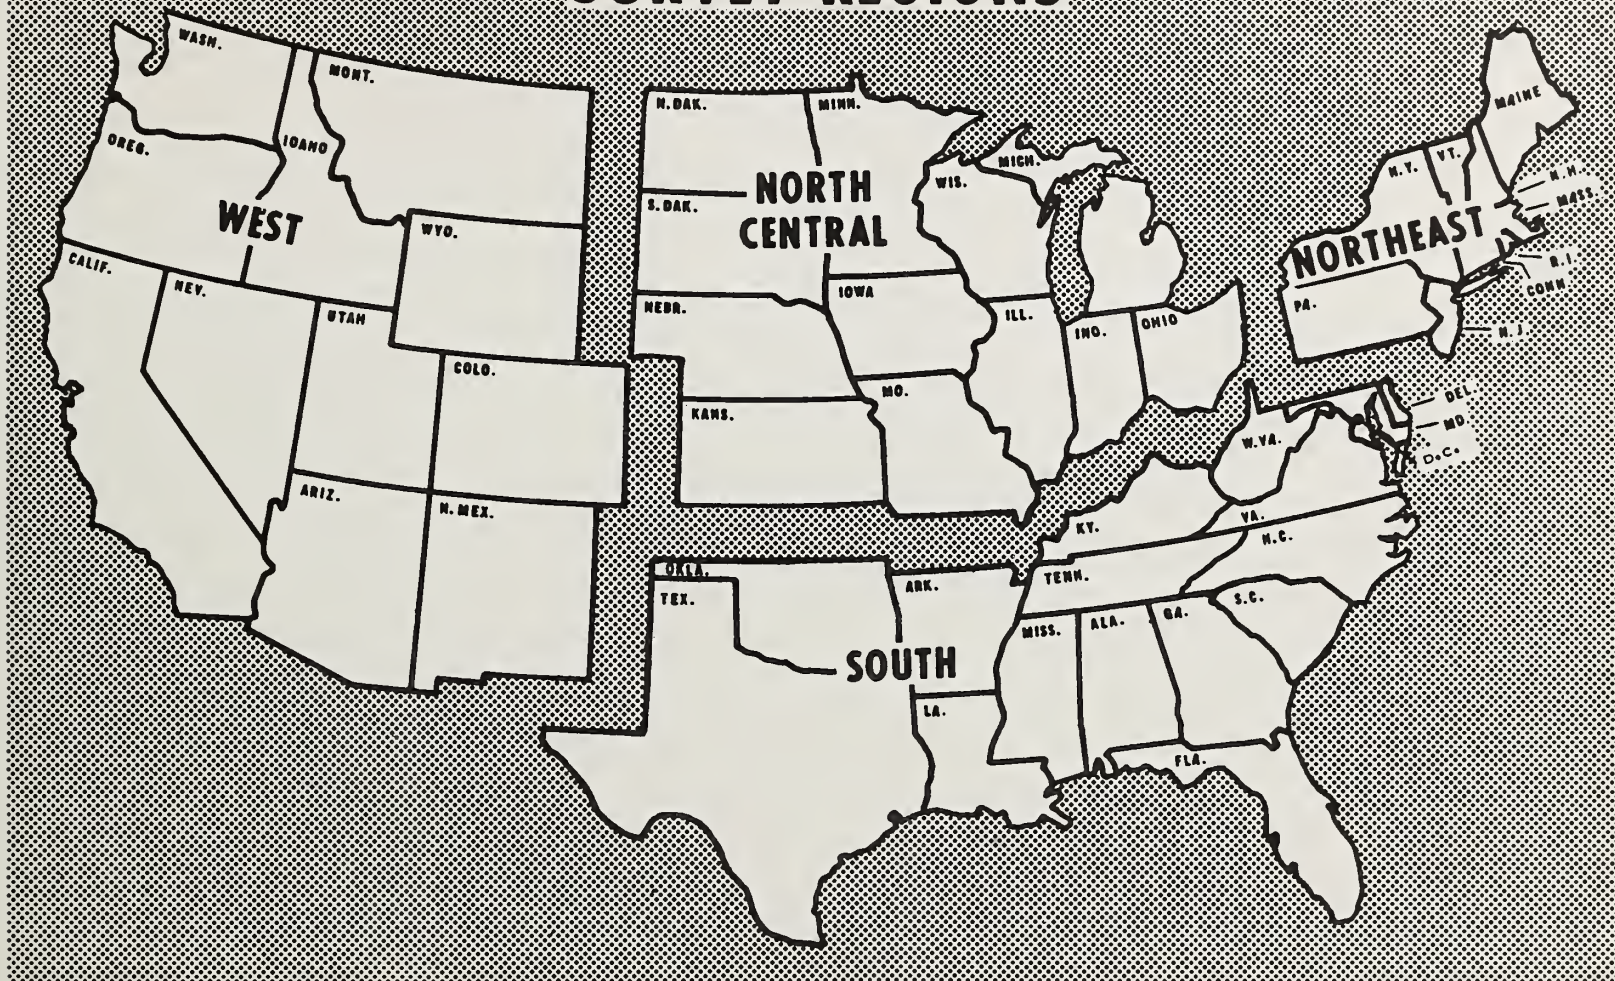 SURVEY REGIONS
WASH.
MONT.
IDAHO
OREG.
WEST
WYO.
CALIF.
NEV.
UTAH
COLO.
ARIZ.
N. MEX.
N. DAK.
MINN.
S. DAK.
NORTH
CENTRAL
WIS.
MICH.
NEBR.
IOWA
ILL.
IND.
OHIO
KANS.
MO.
MAINE
N.Y.
VT.
N.H.
MASS.
NORTHEAST
R.I.
CONN
PA.
N.J.
DEL.
MD.
D.C.
W.VA.
VA.
KY.
N.C.
TENN.
OKLA.
TEX.
ARK.
SOUTH
MISS.
ALA.
GA.
S.C.
LA.
FLA.